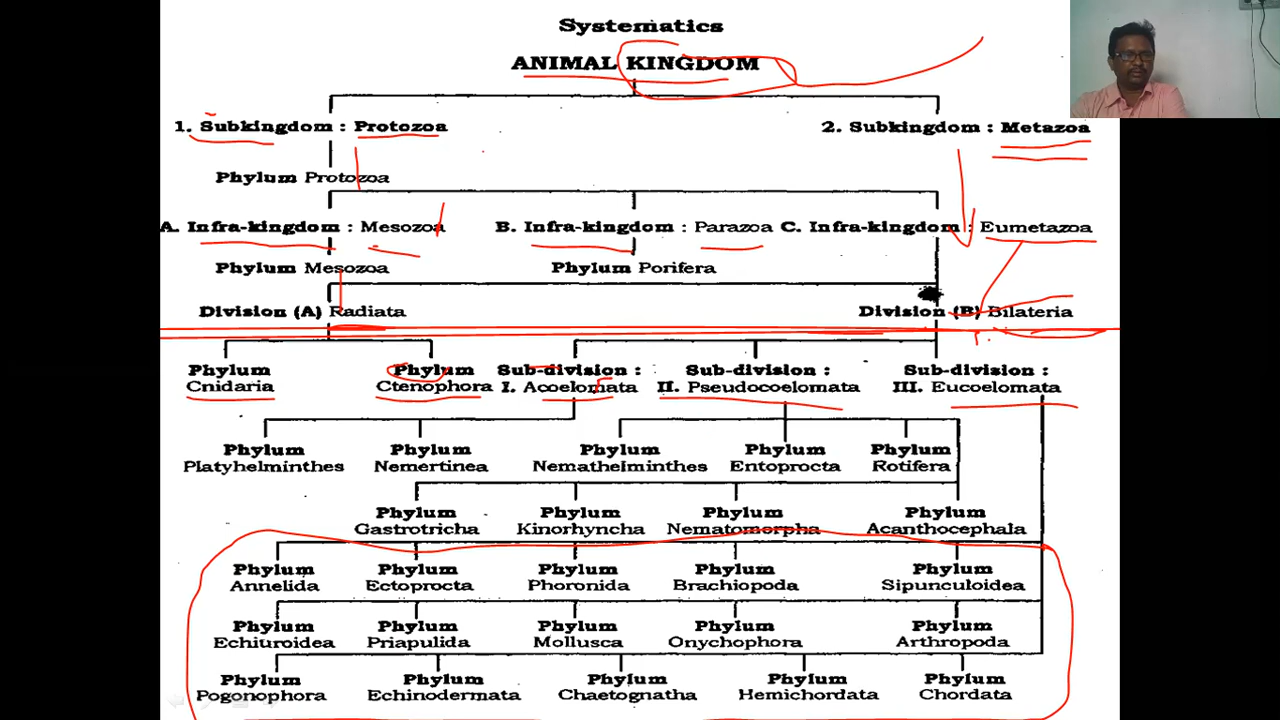 Systematics
ANIMAL KINGDOM
1. Subkingdom : Protozoa 2. Subkingdom : Metazoa
Phylum Protozoa
A. Infra-kingdom : Mesozoa B. Infra-kingdom : Parazoa C. Infra-kingdom : Eumetazoa
Phylum Mesozoa Phylum Porifera
Division (A) Radiata Division (B) Bilateria
Phylum Phylum Sub-division : Sub-division : Sub-division :
Cnidaria Ctenophora I. Acoelomata II. Pseudocoelomata III. Eucoelomata
Phylum Phylum Phylum Phylum Phylum
Platyhelminthes Nemertinea Nemathelminthes Entoprocta Rotifera
Phylum Phylum Phylum Phylum
Gastrotricha Kinorhyncha Nematomorpha Acanthocephala
Phylum Phylum Phylum Phylum Phylum
Annelida Ectoprocta Phoronida Brachiopoda Sipunculoidea
Phylum Phylum Phylum Phylum Phylum
Echiuroidea Priapulida Mollusca Onychophora Arthropoda
Phylum Phylum Phylum Phylum Phylum
Pogonophora Echinodermata Chaetognatha Hemichordata Chordata